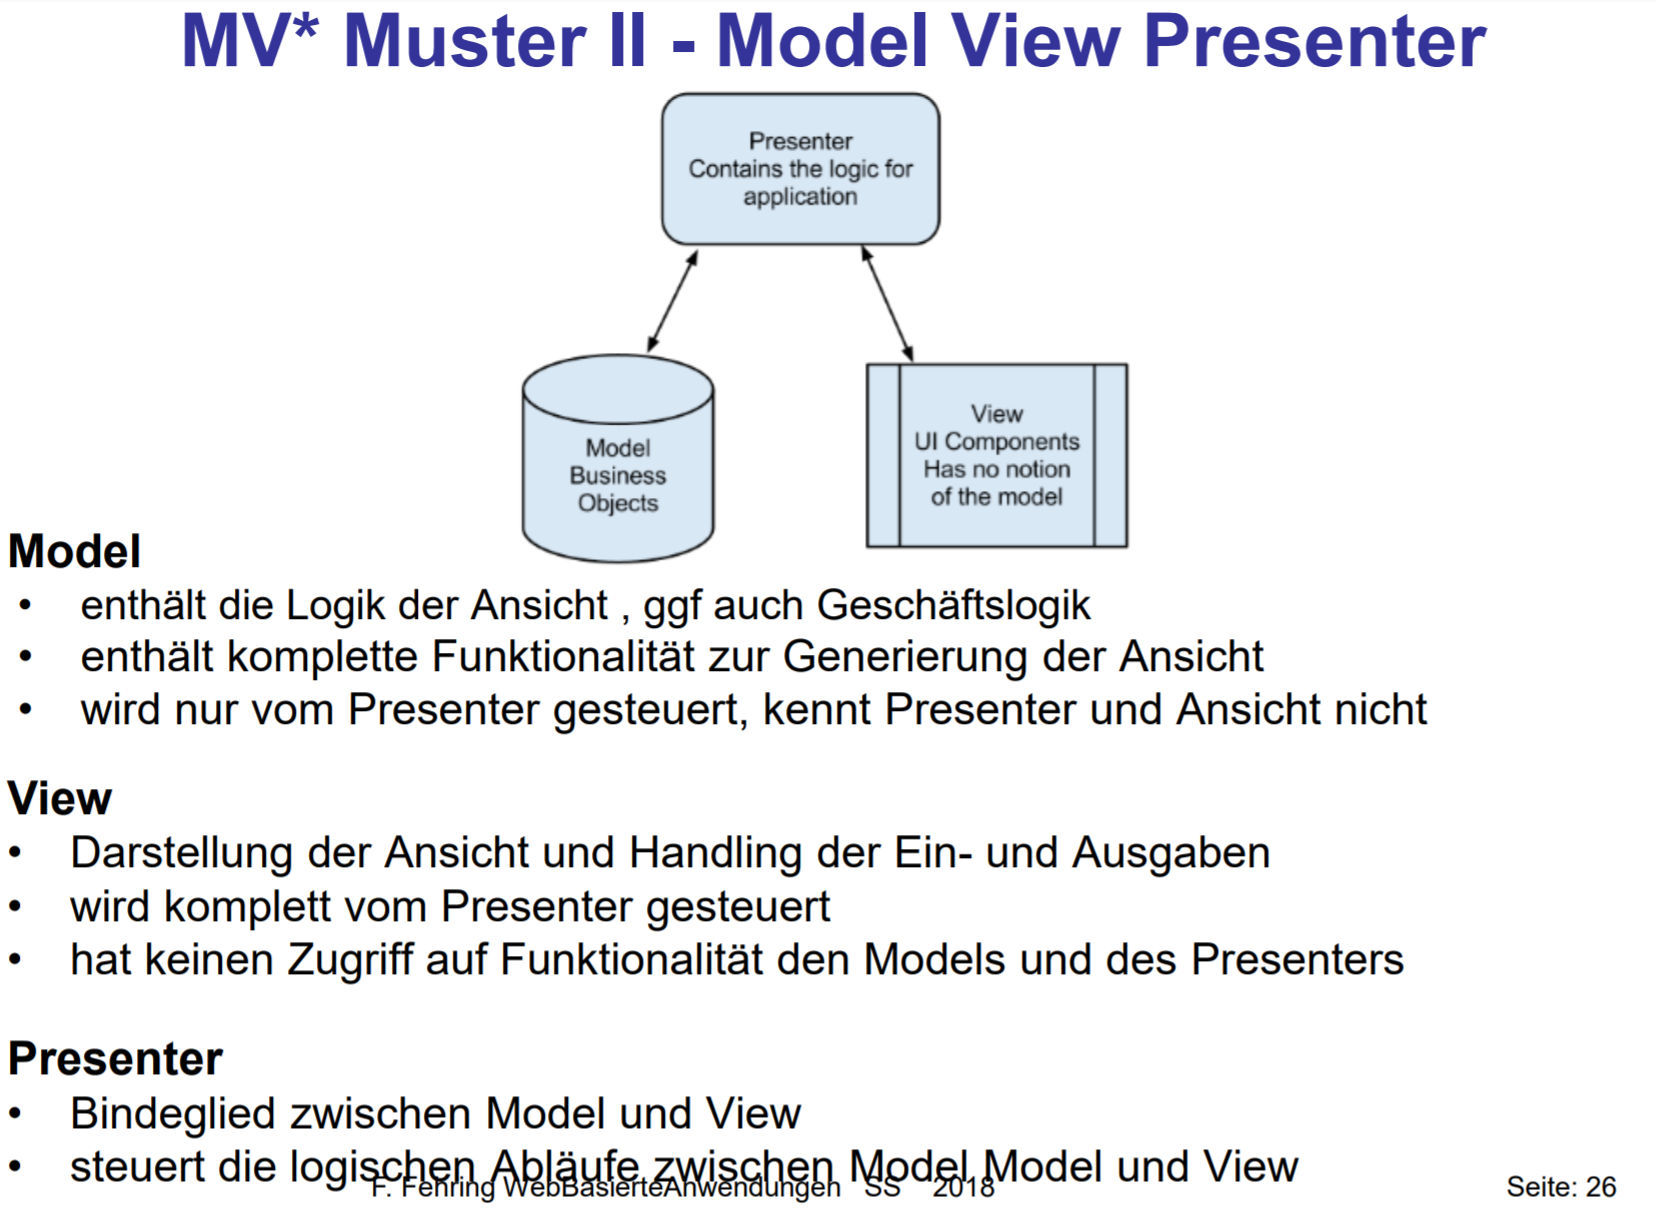 MV* Muster II - Model View Presenter
Presenter
Contains the logic for
application
Model
Business
Objects
View
UI Components
Has no notion
of the model
Model
• enthält die Logik der Ansicht , ggf auch Geschäftslogik
• enthält komplette Funktionalität zur Generierung der Ansicht
• wird nur vom Presenter gesteuert, kennt Presenter und Ansicht nicht
View
• Darstellung der Ansicht und Handling der Ein- und Ausgaben
• wird komplett vom Presenter gesteuert
• hat keinen Zugriff auf Funktionalität den Models und des Presenters
Presenter
• Bindeglied zwischen Model und View
• steuert die logischen Abläufe zwischen Model Model und View
F. Fehring WebBasierteAnwendungen SS 2018
Seite: 26